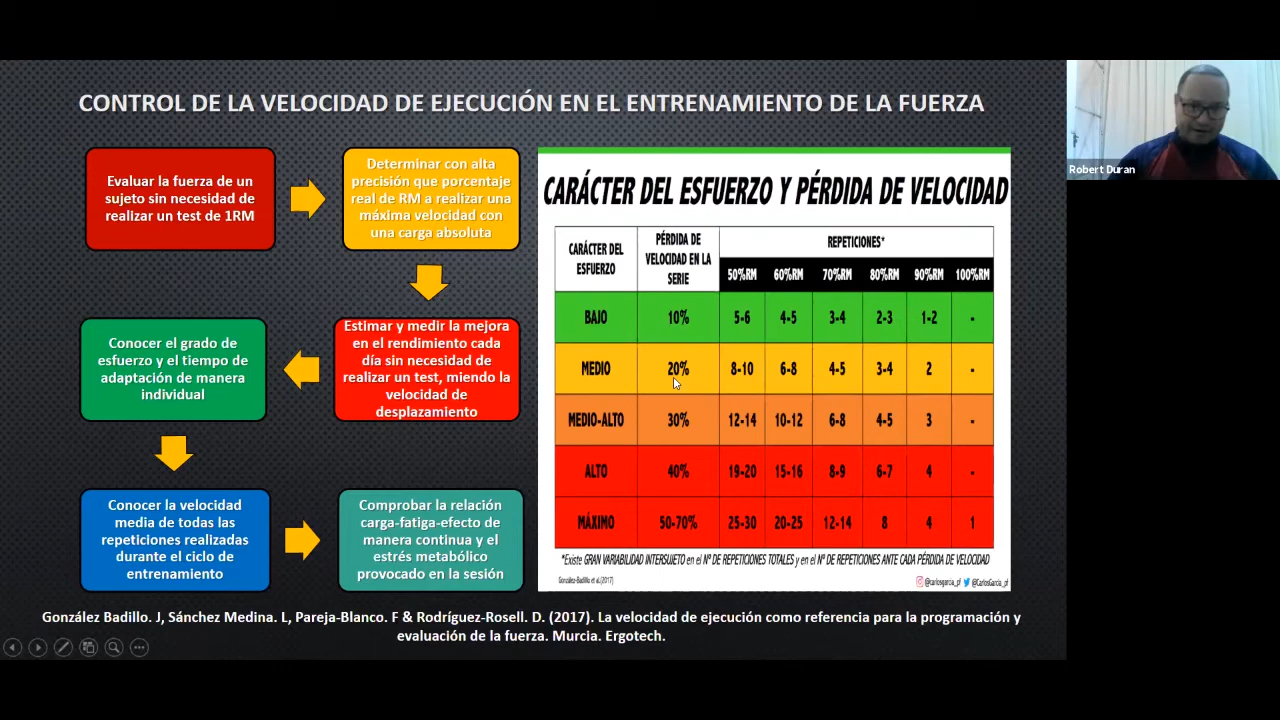 CONTROL DE LA VELOCIDAD DE EJECUCIÓN EN EL ENTRENAMIENTO DE LA FUERZA
Evaluar la fuerza de un
sujeto sin necesidad de
realizar un test de 1RM
Determinar con alta
precisión que porcentaje
real de RM a realizar una
máxima velocidad con
una carga absoluta
Estimar y medir la mejora
en el rendimiento cada
día sin necesidad de
realizar un test, miendo la
velocidad de
desplazamiento
Conocer el grado de
esfuerzo y el tiempo de
adaptación de manera
individual
Conocer la velocidad
media de todas las
repeticiones realizadas
durante el ciclo de
entrenamiento
Comprobar la relación
carga-fatiga-efecto de
manera continua y el
estrés metabólico
provocado en la sesión
CARÁCTER DEL ESFUERZO Y PÉRDIDA DE VELOCIDAD
CARÁCTER DEL
ESFUERZO
PÉRDIDA DE
VELOCIDAD EN LA
SERIE
REPETICIONES*
50%RM 60%RM 70%RM 80%RM 90%RM 100%RM
BAJO 10% 5-6 4-5 3-4 2-3 1-2 -
MEDIO 20% 8-10 6-8 4-5 3-4 2 -
MEDIO-ALTO 30% 12-14 10-12 6-8 4-5 3 -
ALTO 40% 19-20 15-16 8-9 6-7 4 -
MÁXIMO 50-70% 25-30 20-25 12-14 8 4 1
*Existe GRAN VARIABILIDAD INTERSUJETO en el Nº DE REPETICIONES TOTALES y en el Nº DE REPETICIONES ANTE CADA PÉRDIDA DE VELOCIDAD
González-Badillo et al.(2017)
@carlosgarcia_pf @CarlosGarcia_pf
González Badillo. J, Sánchez Medina. L, Pareja-Blanco. F & Rodríguez-Rosell. D. (2017). La velocidad de ejecución como referencia para la programación y
evaluación de la fuerza. Murcia. Ergotech.
Robert Duran